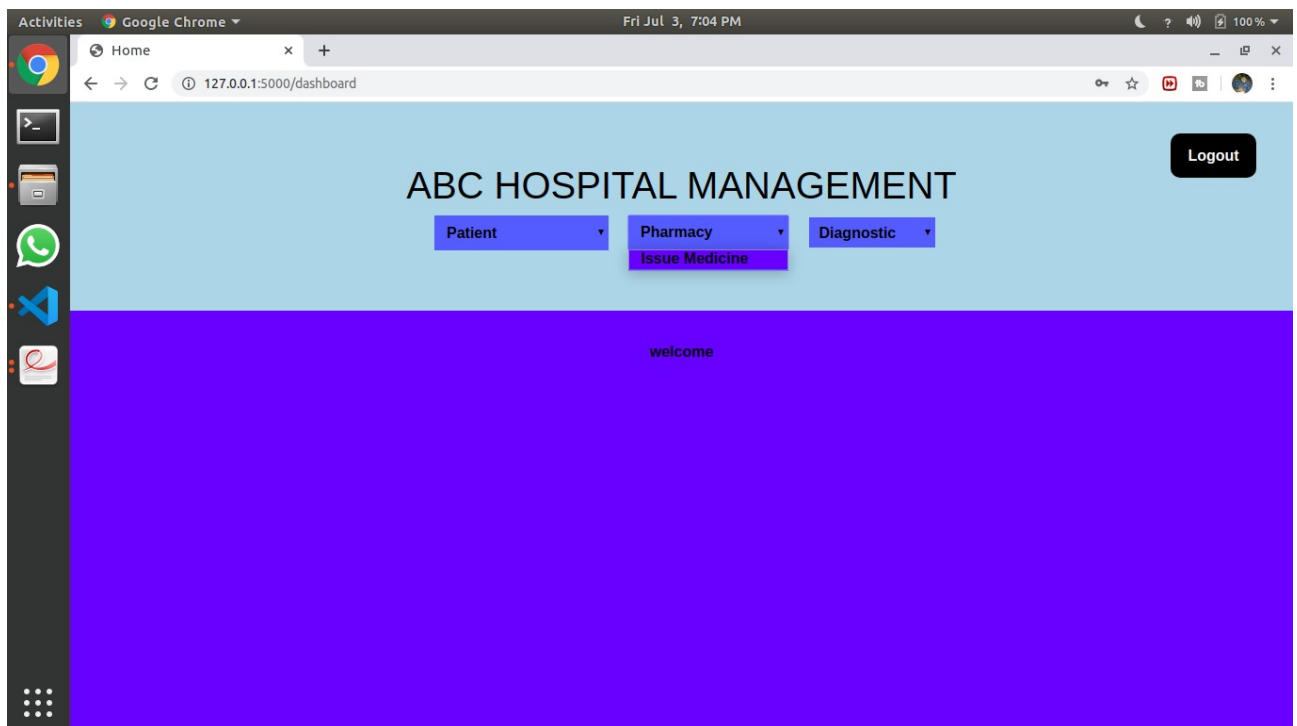 Activities Google Chrome Fri Jul 3, 7:04 PM ? 100 %
Home
127.0.0.1:5000/dashboard
Logout
ABC HOSPITAL MANAGEMENT
Patient Pharmacy Diagnostic
Issue Medicine
welcome